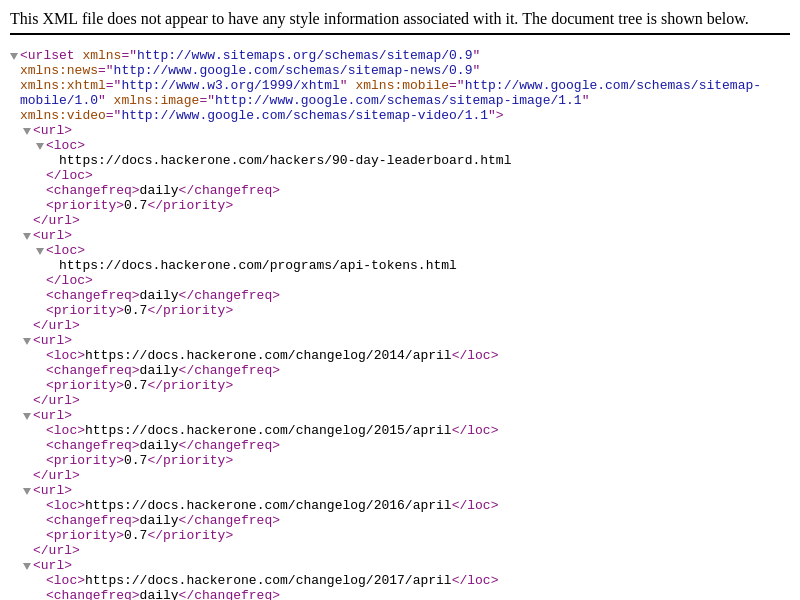 This XML file does not appear to have any style information associated with it. The document tree is shown below.
<urlset xmlns="http://www.sitemaps.org/schemas/sitemap/0.9"
xmlns:news="http://www.google.com/schemas/sitemap-news/0.9"
xmlns:xhtml="http://www.w3.org/1999/xhtml" xmlns:mobile="http://www.google.com/schemas/sitemap-
mobile/1.0" xmlns:image="http://www.google.com/schemas/sitemap-image/1.1"
xmlns:video="http://www.google.com/schemas/sitemap-video/1.1">
<url>
<loc>
https://docs.hackerone.com/hackers/90-day-leaderboard.html
</loc>
<changefreq>daily</changefreq>
<priority>0.7</priority>
</url>
<url>
<loc>
https://docs.hackerone.com/programs/api-tokens.html
</loc>
<changefreq>daily</changefreq>
<priority>0.7</priority>
</url>
<url>
<loc>https://docs.hackerone.com/changelog/2014/april</loc>
<changefreq>daily</changefreq>
<priority>0.7</priority>
</url>
<url>
<loc>https://docs.hackerone.com/changelog/2015/april</loc>
<changefreq>daily</changefreq>
<priority>0.7</priority>
</url>
<url>
<loc>https://docs.hackerone.com/changelog/2016/april</loc>
<changefreq>daily</changefreq>
<priority>0.7</priority>
</url>
<url>
<loc>https://docs.hackerone.com/changelog/2017/april</loc>
<changefreq>daily</changefreq>